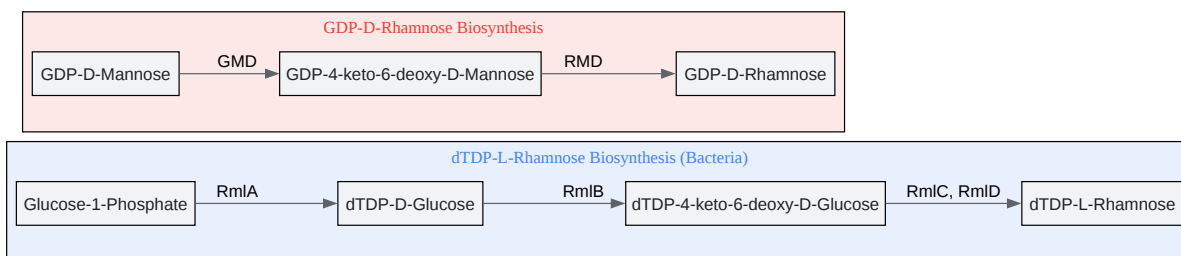 GDP-D-Rhamnose Biosynthesis
GDP-D-Mannose
GMD
GDP-4-keto-6-deoxy-D-Mannose
RMD
GDP-D-Rhamnose
dTDP-L-Rhamnose Biosynthesis (Bacteria)
Glucose-1-Phosphate
RmlA
dTDP-D-Glucose
RmlB
dTDP-4-keto-6-deoxy-D-Glucose
RmlC, RmlD
dTDP-L-Rhamnose